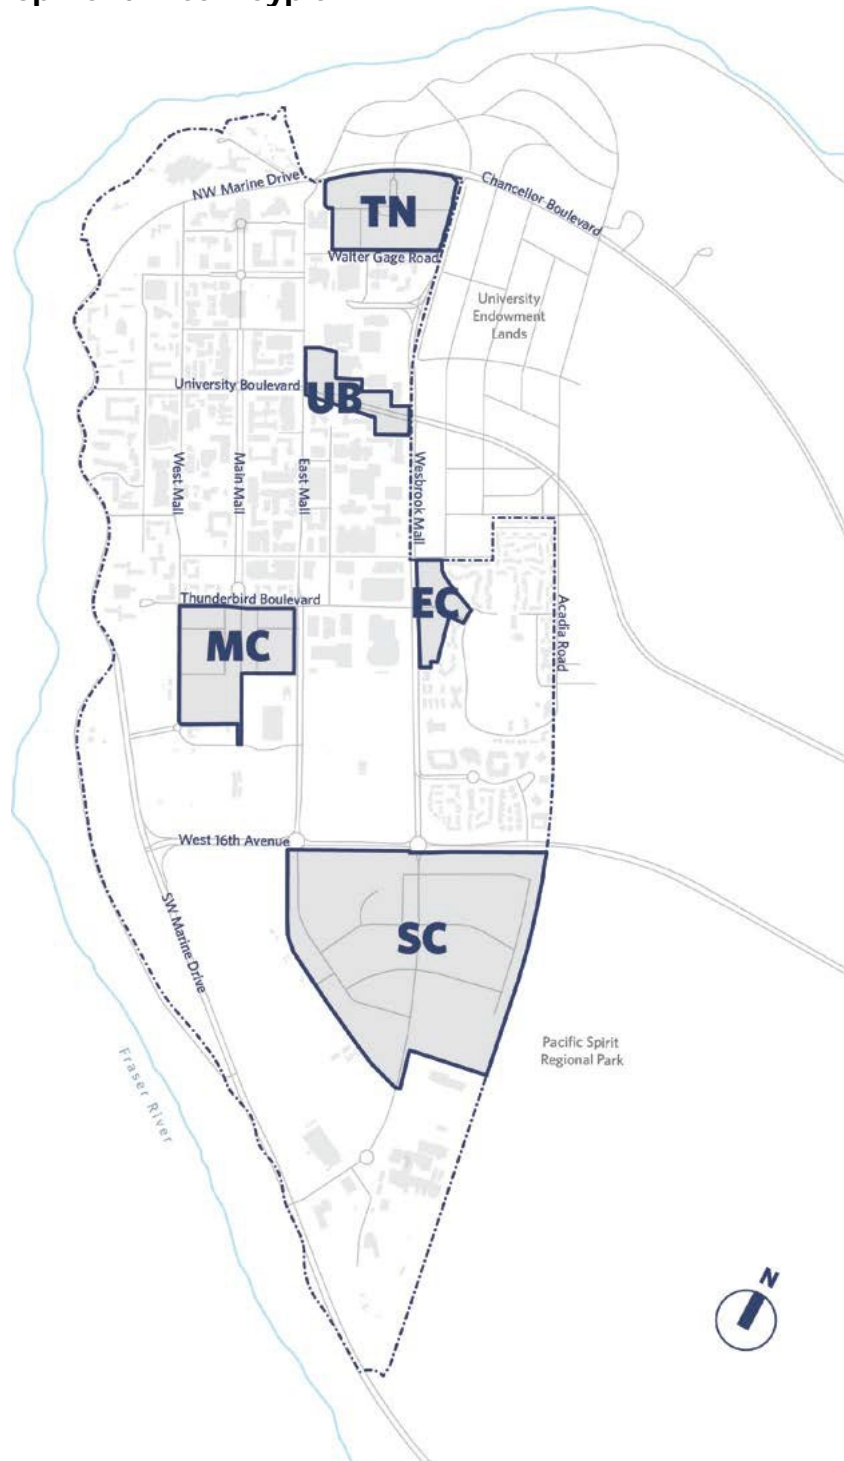 NW Marine Drive
TN
Chancellor Boulevard
Walter Gage Road
University
Endowment
Lands
University Boulevard
UB
West Mall
Main Mall
East Mall
Wesbrook Mall
Thunderbird Boulevard
EC
Acadia Road
MC
West 16th Avenue
SW Marine Drive
SC
Pacific Spirit
Regional Park
Fraser River
N